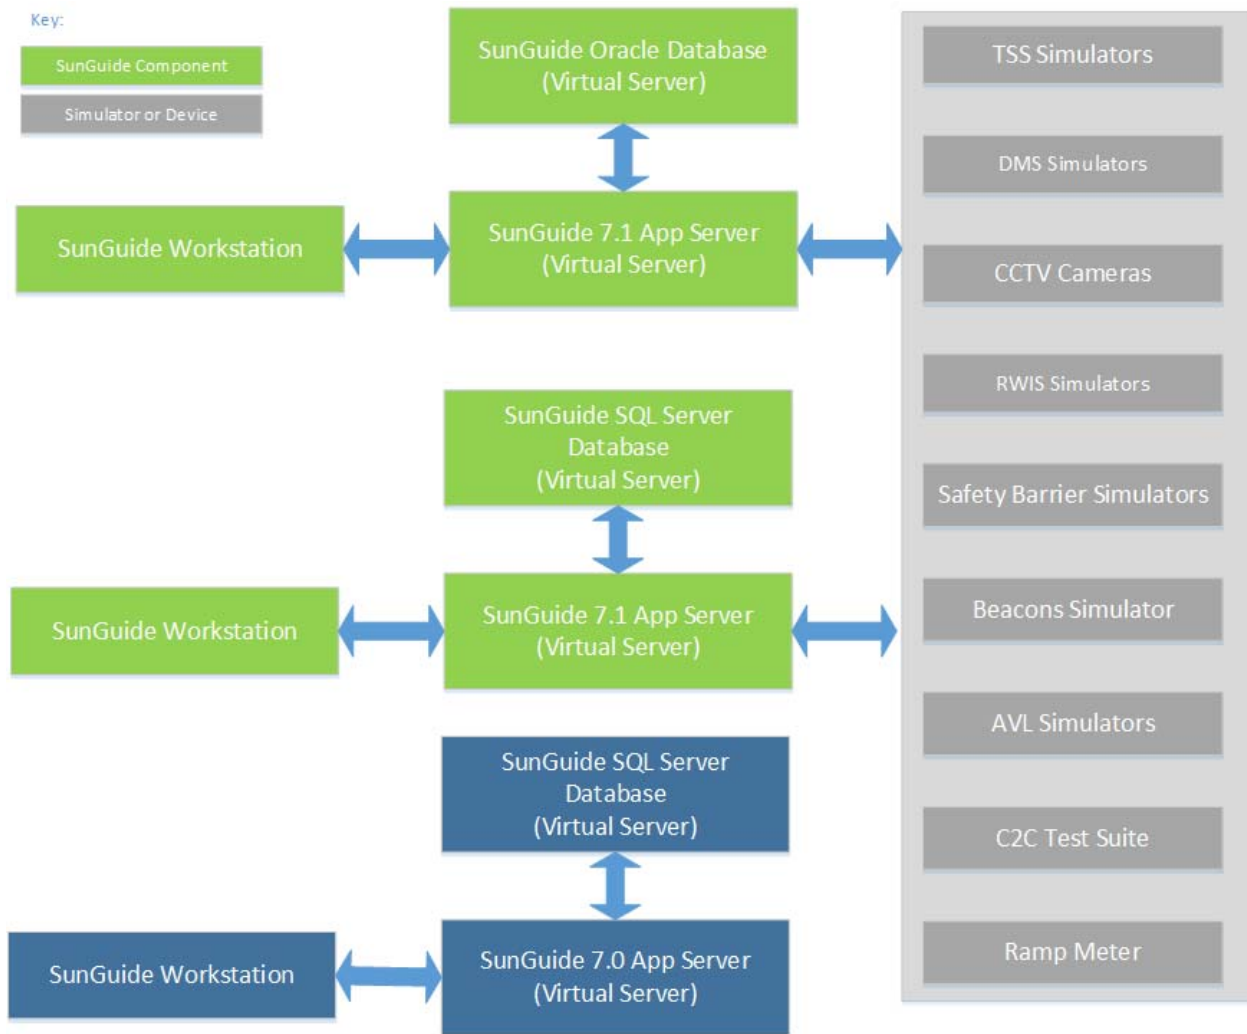 Key:
SunGuide Component
Simulator or Device
SunGuide Oracle Database
(Virtual Server)
SunGuide Workstation
SunGuide 7.1 App Server
(Virtual Server)
SunGuide SQL Server
Database
(Virtual Server)
SunGuide Workstation
SunGuide 7.1 App Server
(Virtual Server)
SunGuide SQL Server
Database
(Virtual Server)
SunGuide Workstation
SunGuide 7.0 App Server
(Virtual Server)
TSS Simulators
DMS Simulators
CCTV Cameras
RWIS Simulators
Safety Barrier Simulators
Beacons Simulator
AVL Simulators
C2C Test Suite
Ramp Meter